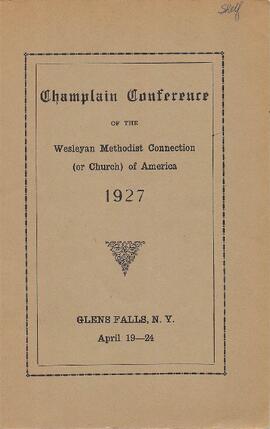 Shelf
Champlain Conference
OF THE
Wesleyan Methodist Connection
(or Church) of America
1927
GLENS FALLS, N. Y.
April 19—24